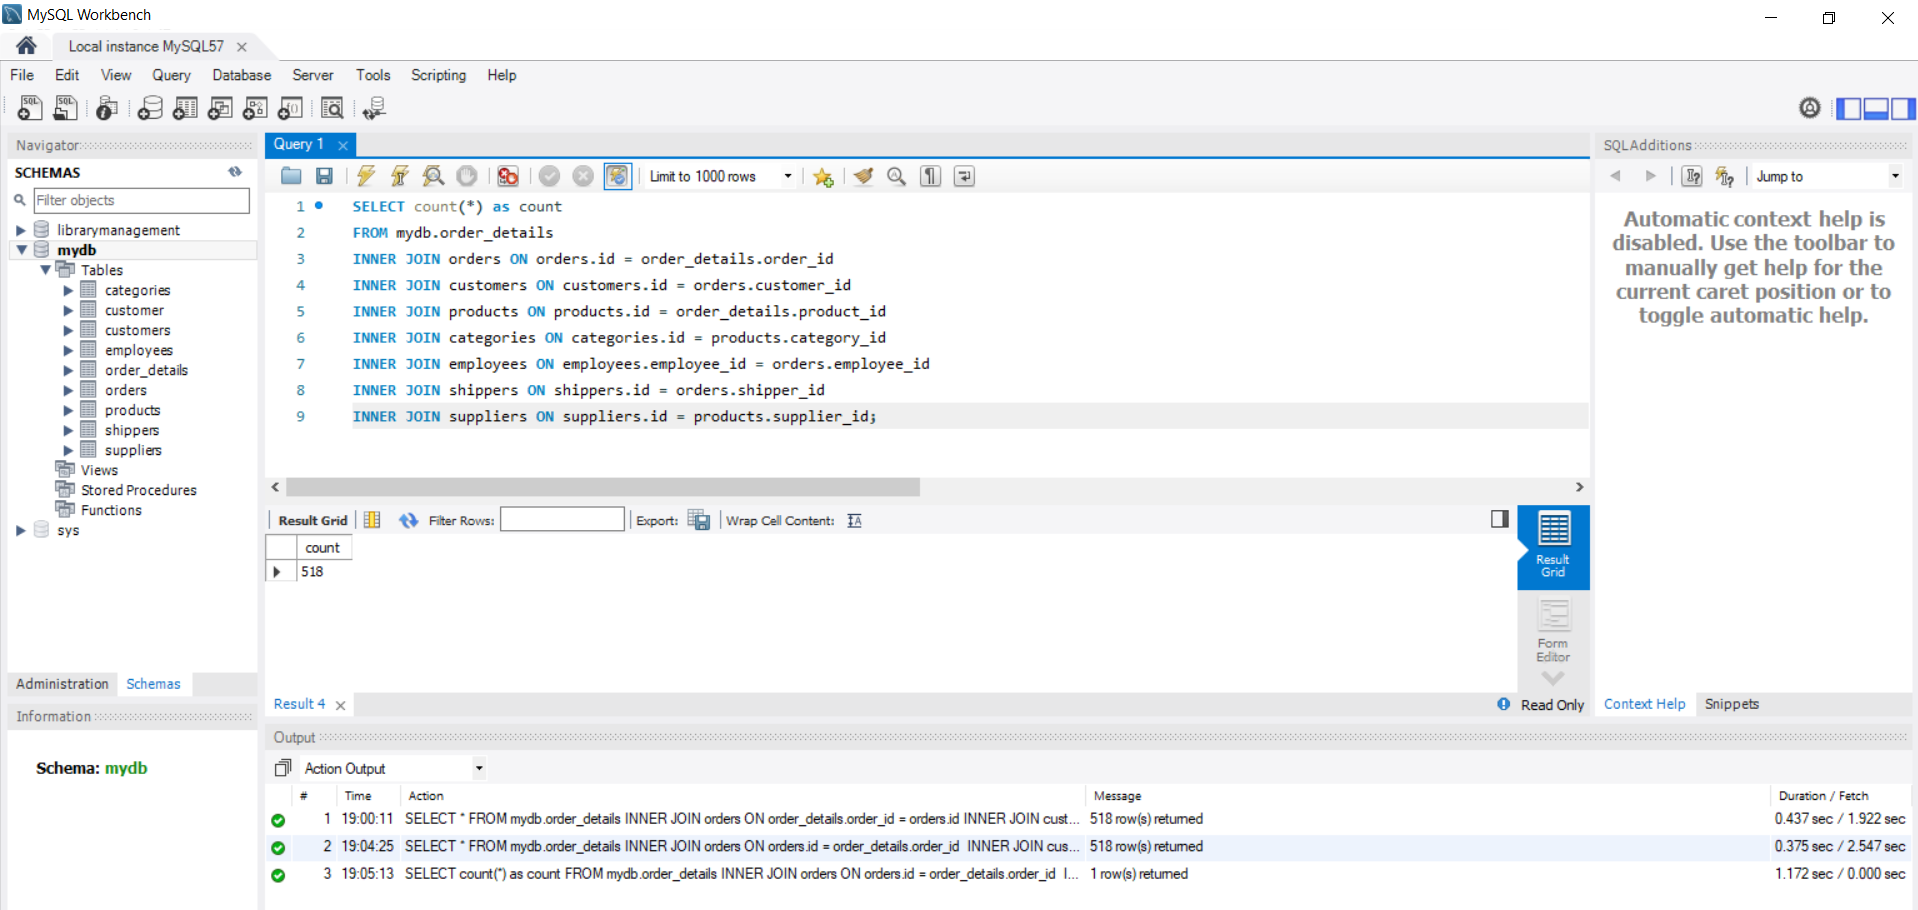 MySQL Workbench
Local instance MySQL57
File Edit View Query Database Server Tools Scripting Help
Navigator
SCHEMAS
Filter objects
librarymanagement
mydb
Tables
categories
customer
customers
employees
order_details
orders
products
shippers
suppliers
Views
Stored Procedures
Functions
sys
Administration Schemas
Information
Schema: mydb
Query 1
Limit to 1000 rows
1 SELECT count(*) as count
2 FROM mydb.order_details
3 INNER JOIN orders ON orders.id = order_details.order_id
4 INNER JOIN customers ON customers.id = orders.customer_id
5 INNER JOIN products ON products.id = order_details.product_id
6 INNER JOIN categories ON categories.id = products.category_id
7 INNER JOIN employees ON employees.employee_id = orders.employee_id
8 INNER JOIN shippers ON shippers.id = orders.shipper_id
9 INNER JOIN suppliers ON suppliers.id = products.supplier_id;
Result Grid Filter Rows: Export: Wrap Cell Content:
count
518
Result
Grid
Form
Editor
Result 4 Read Only
SQLAdditions
Jump to
Automatic context help is
disabled. Use the toolbar to
manually get help for the
current caret position or to
toggle automatic help.
Context Help Snippets
Output
Action Output
# Time Action Message Duration / Fetch
1 19:00:11 SELECT * FROM mydb.order_details INNER JOIN orders ON order_details.order_id = orders.id INNER JOIN cust... 518 row(s) returned 0.437 sec / 1.922 sec
2 19:04:25 SELECT * FROM mydb.order_details INNER JOIN orders ON orders.id = order_details.order_id INNER JOIN cus... 518 row(s) returned 0.375 sec / 2.547 sec
3 19:05:13 SELECT count(*) as count FROM mydb.order_details INNER JOIN orders ON orders.id = order_details.order_id I... 1 row(s) returned 1.172 sec / 0.000 sec